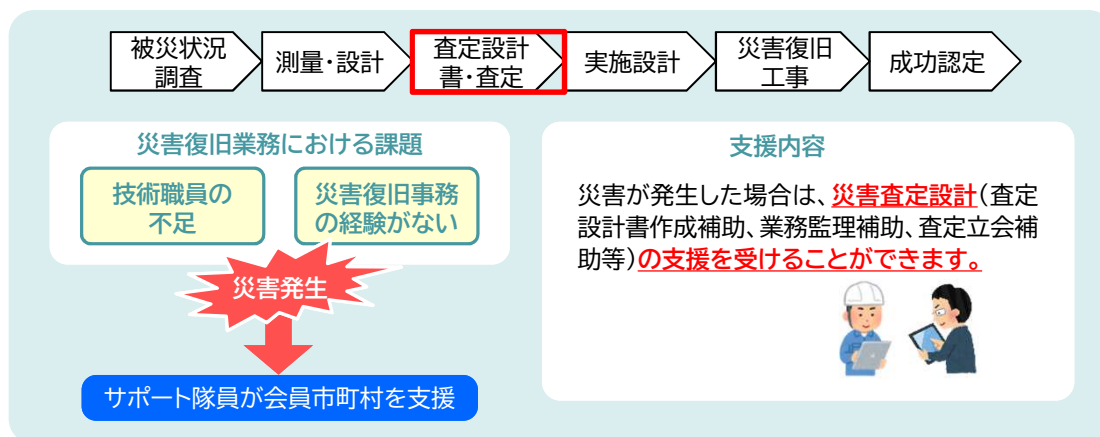 被災状況
調査
測量・設計
査定設計
書・査定
実施設計
災害復旧
工事
成功認定
災害復旧業務における課題
技術職員の
不足
災害復旧事務
の経験がない
災害発生
サポート隊員が会員市町村を支援
支援内容
災害が発生した場合は、災害査定設計(査定
設計書作成補助、業務監理補助、査定立会補
助等)の支援を受けることができます。